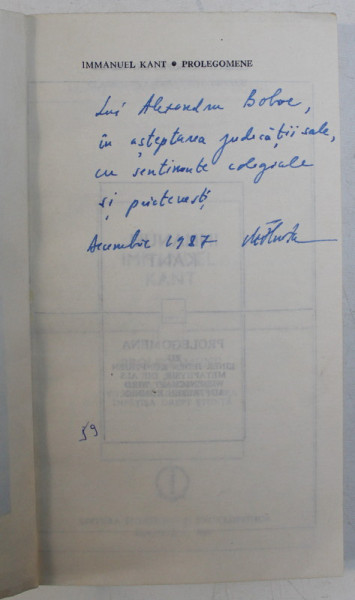 IMMANUEL KANT • PROLEGOMENE
Lui Alexandru Boboc,
în așteptarea judecății sale,
cu sentimente colegiale
și prietenești
Decembrie 1987
59